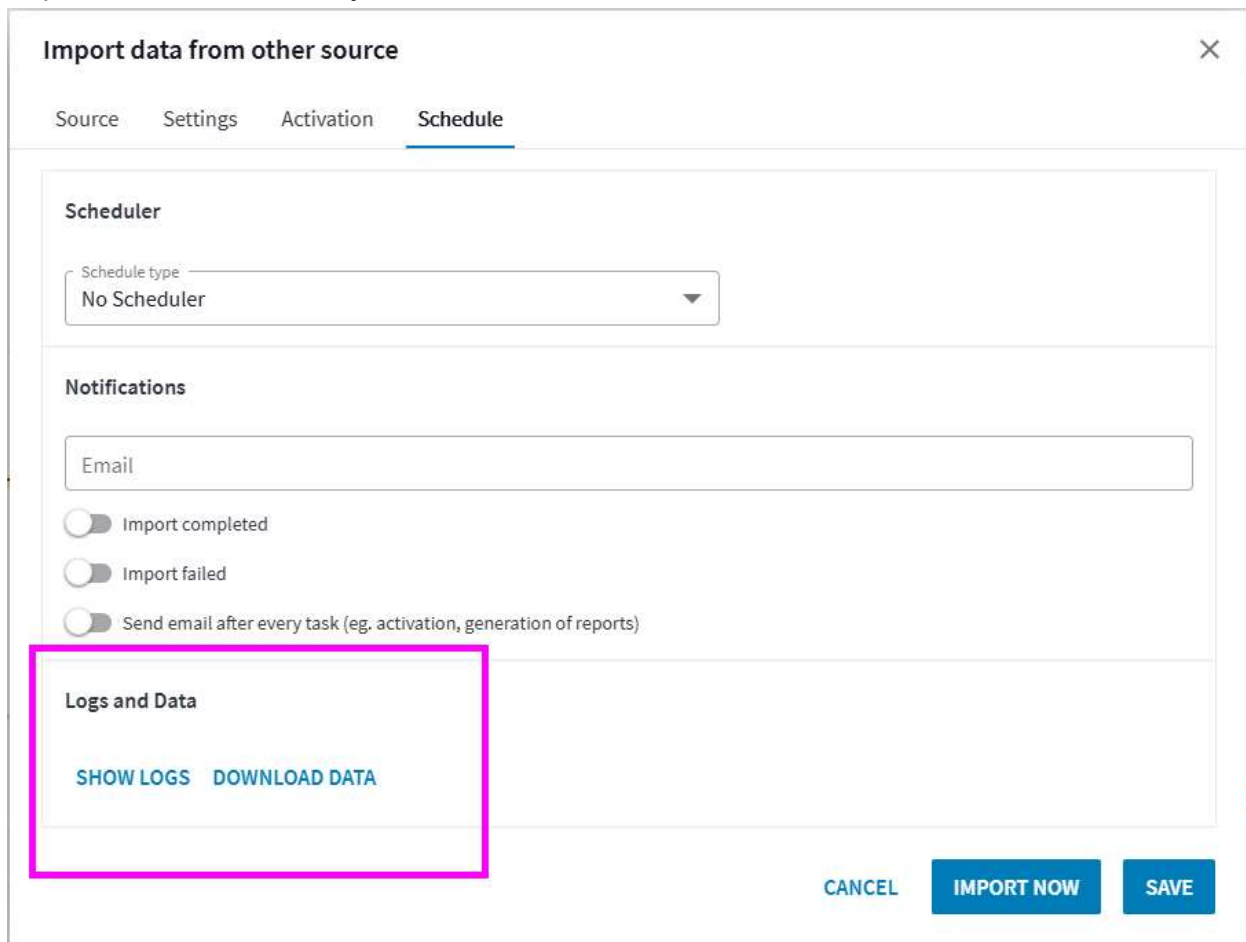 Import data from other source
Source Settings Activation Schedule
Scheduler
Schedule type
No Scheduler
Notifications
Email
Import completed
Import failed
Send email after every task (eg. activation, generation of reports)
Logs and Data
SHOW LOGS DOWNLOAD DATA
CANCEL IMPORT NOW SAVE